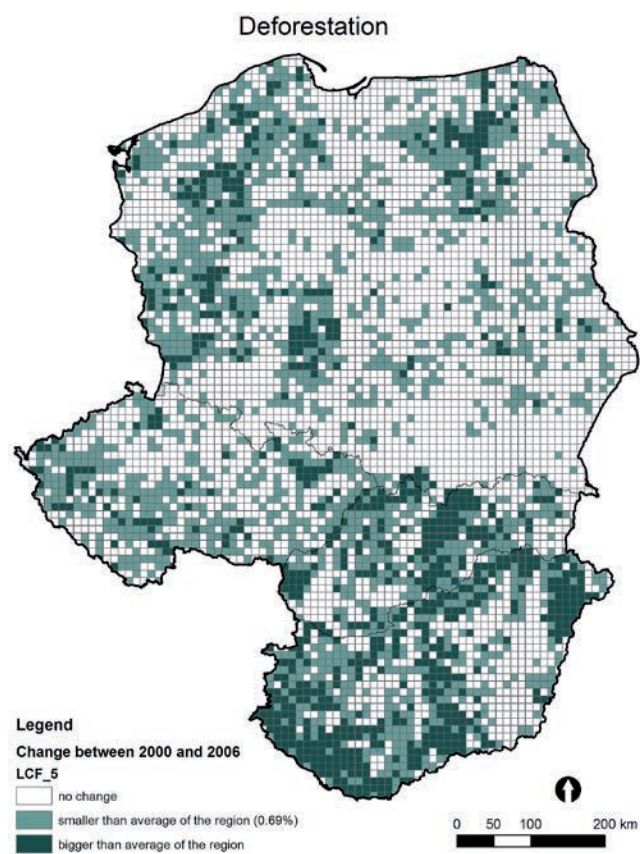 Deforestation
Legend
Change between 2000 and 2006
LCF_5
no change
smaller than average of the region (0.69%)
bigger than average of the region
0 50 100 200 km